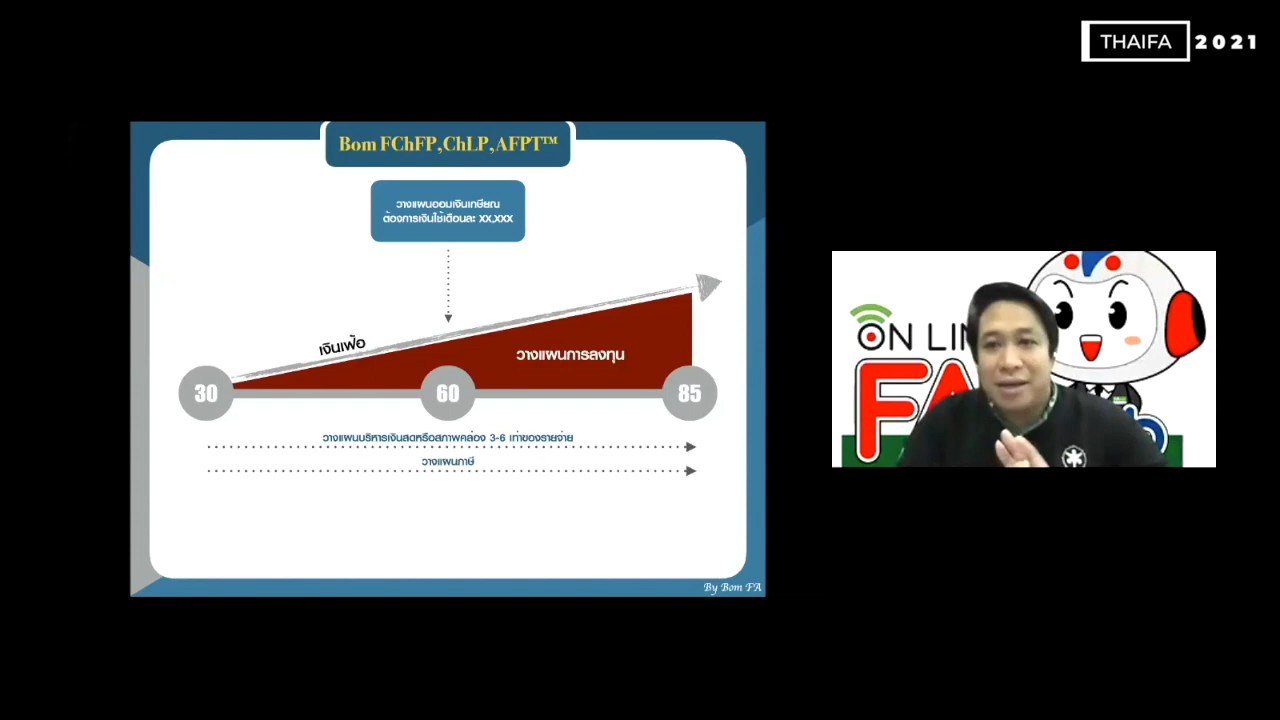 THAIFA 2021
Bom FChFP,ChLP,AFPT™
วางแผนออมเงินเกษียณ
ต้องการเงินใช้เดือนละ XX,XXX
เงินเฟ้อ
วางแผนการลงทุน
30
60
85
วางแผนบริหารเงินสดหรือสภาพคล่อง 3-6 เท่าของรายจ่าย
วางแผนภาษี
By Bom FA
ON LIN
FA